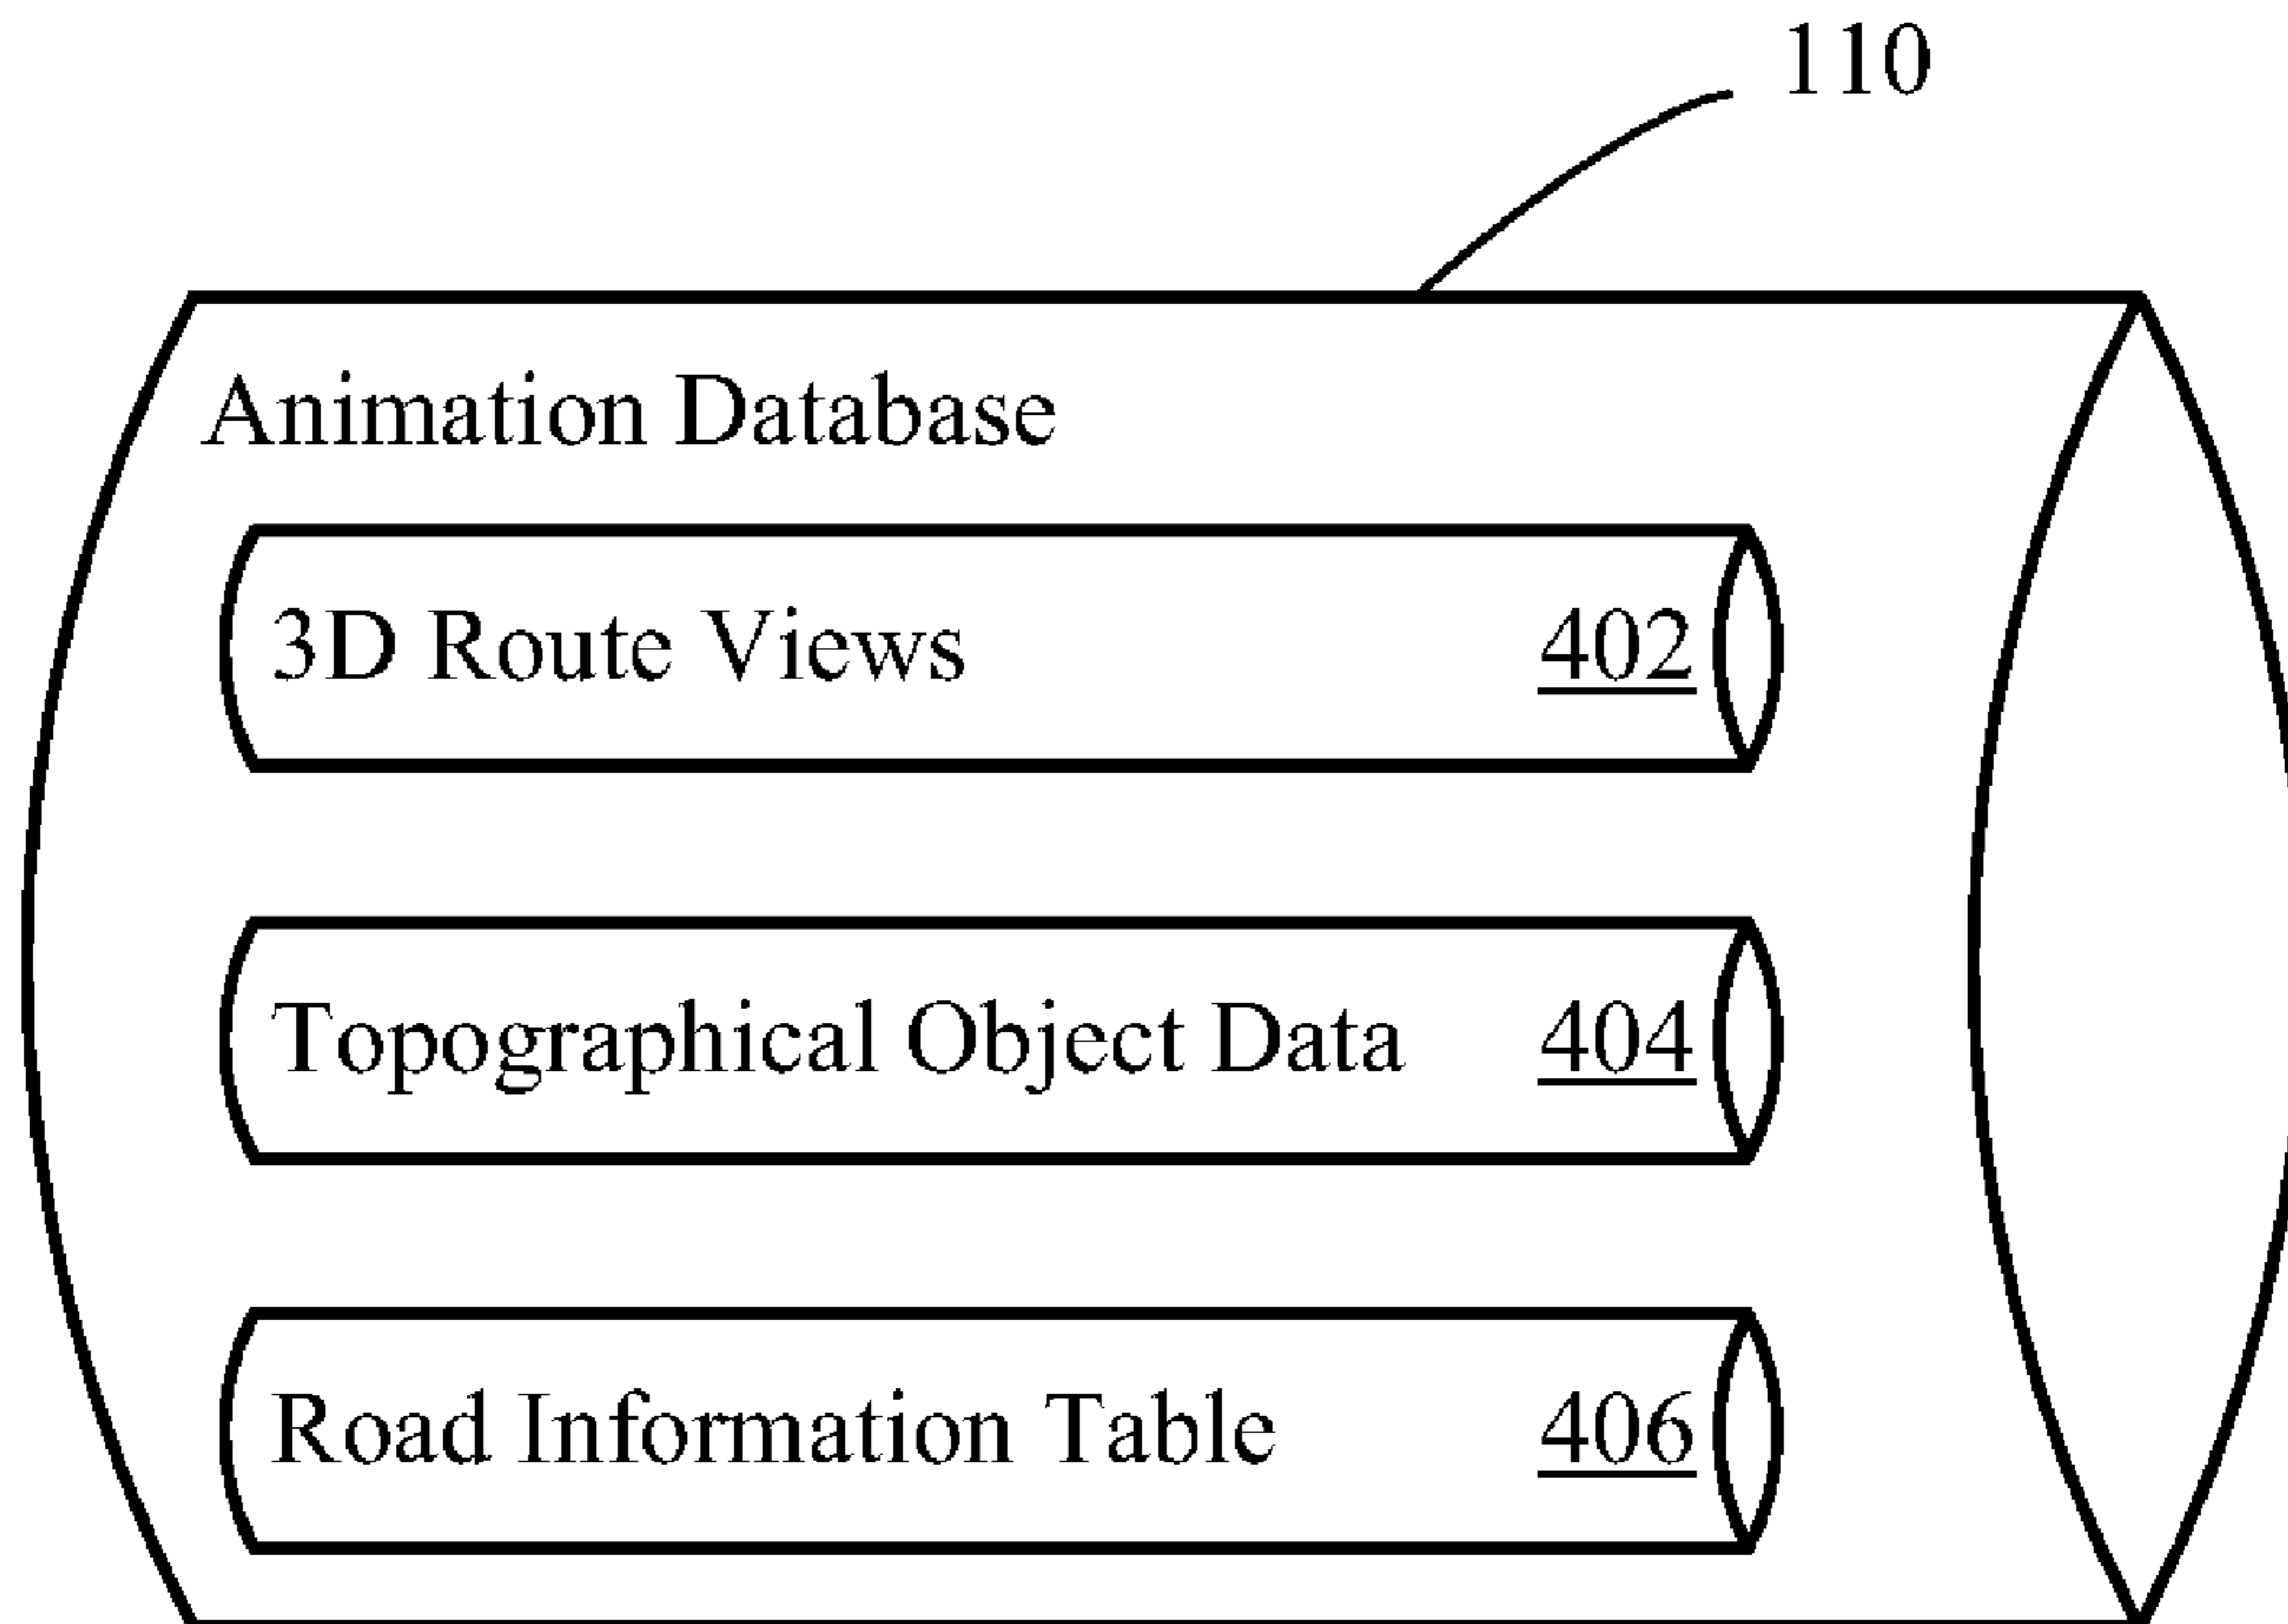 110
Animation Database
3D Route Views 402
Topographical Object Data 404
Road Information Table 406